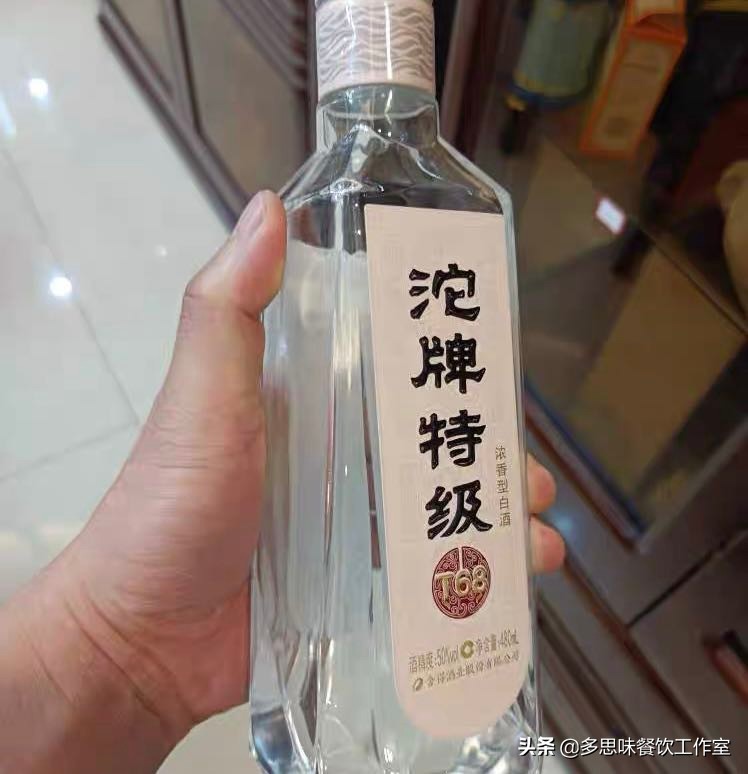 沱牌特级
浓香型白酒
T68
酒精度:50%vol 净含量:480mL
舍得酒业股份有限公司
头条 @多思味餐饮工作室